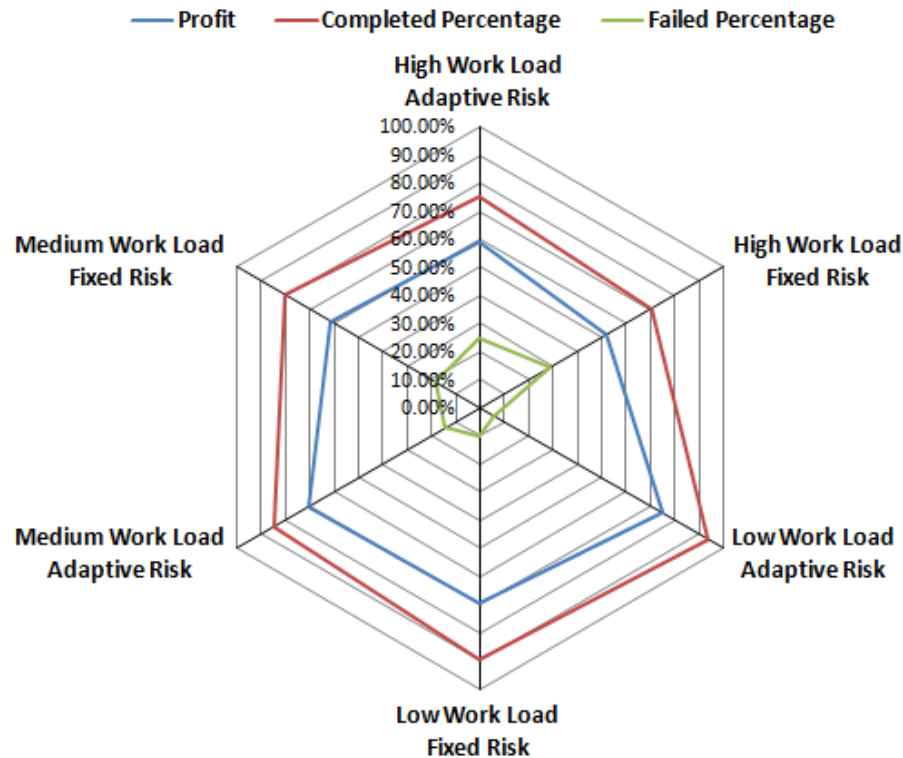 Profit Completed Percentage Failed Percentage
High Work Load
Adaptive Risk
100.00%
90.00%
80.00%
70.00%
60.00%
50.00%
40.00%
30.00%
20.00%
10.00%
0.00%
High Work Load
Fixed Risk
Low Work Load
Adaptive Risk
Low Work Load
Fixed Risk
Medium Work Load
Adaptive Risk
Medium Work Load
Fixed Risk